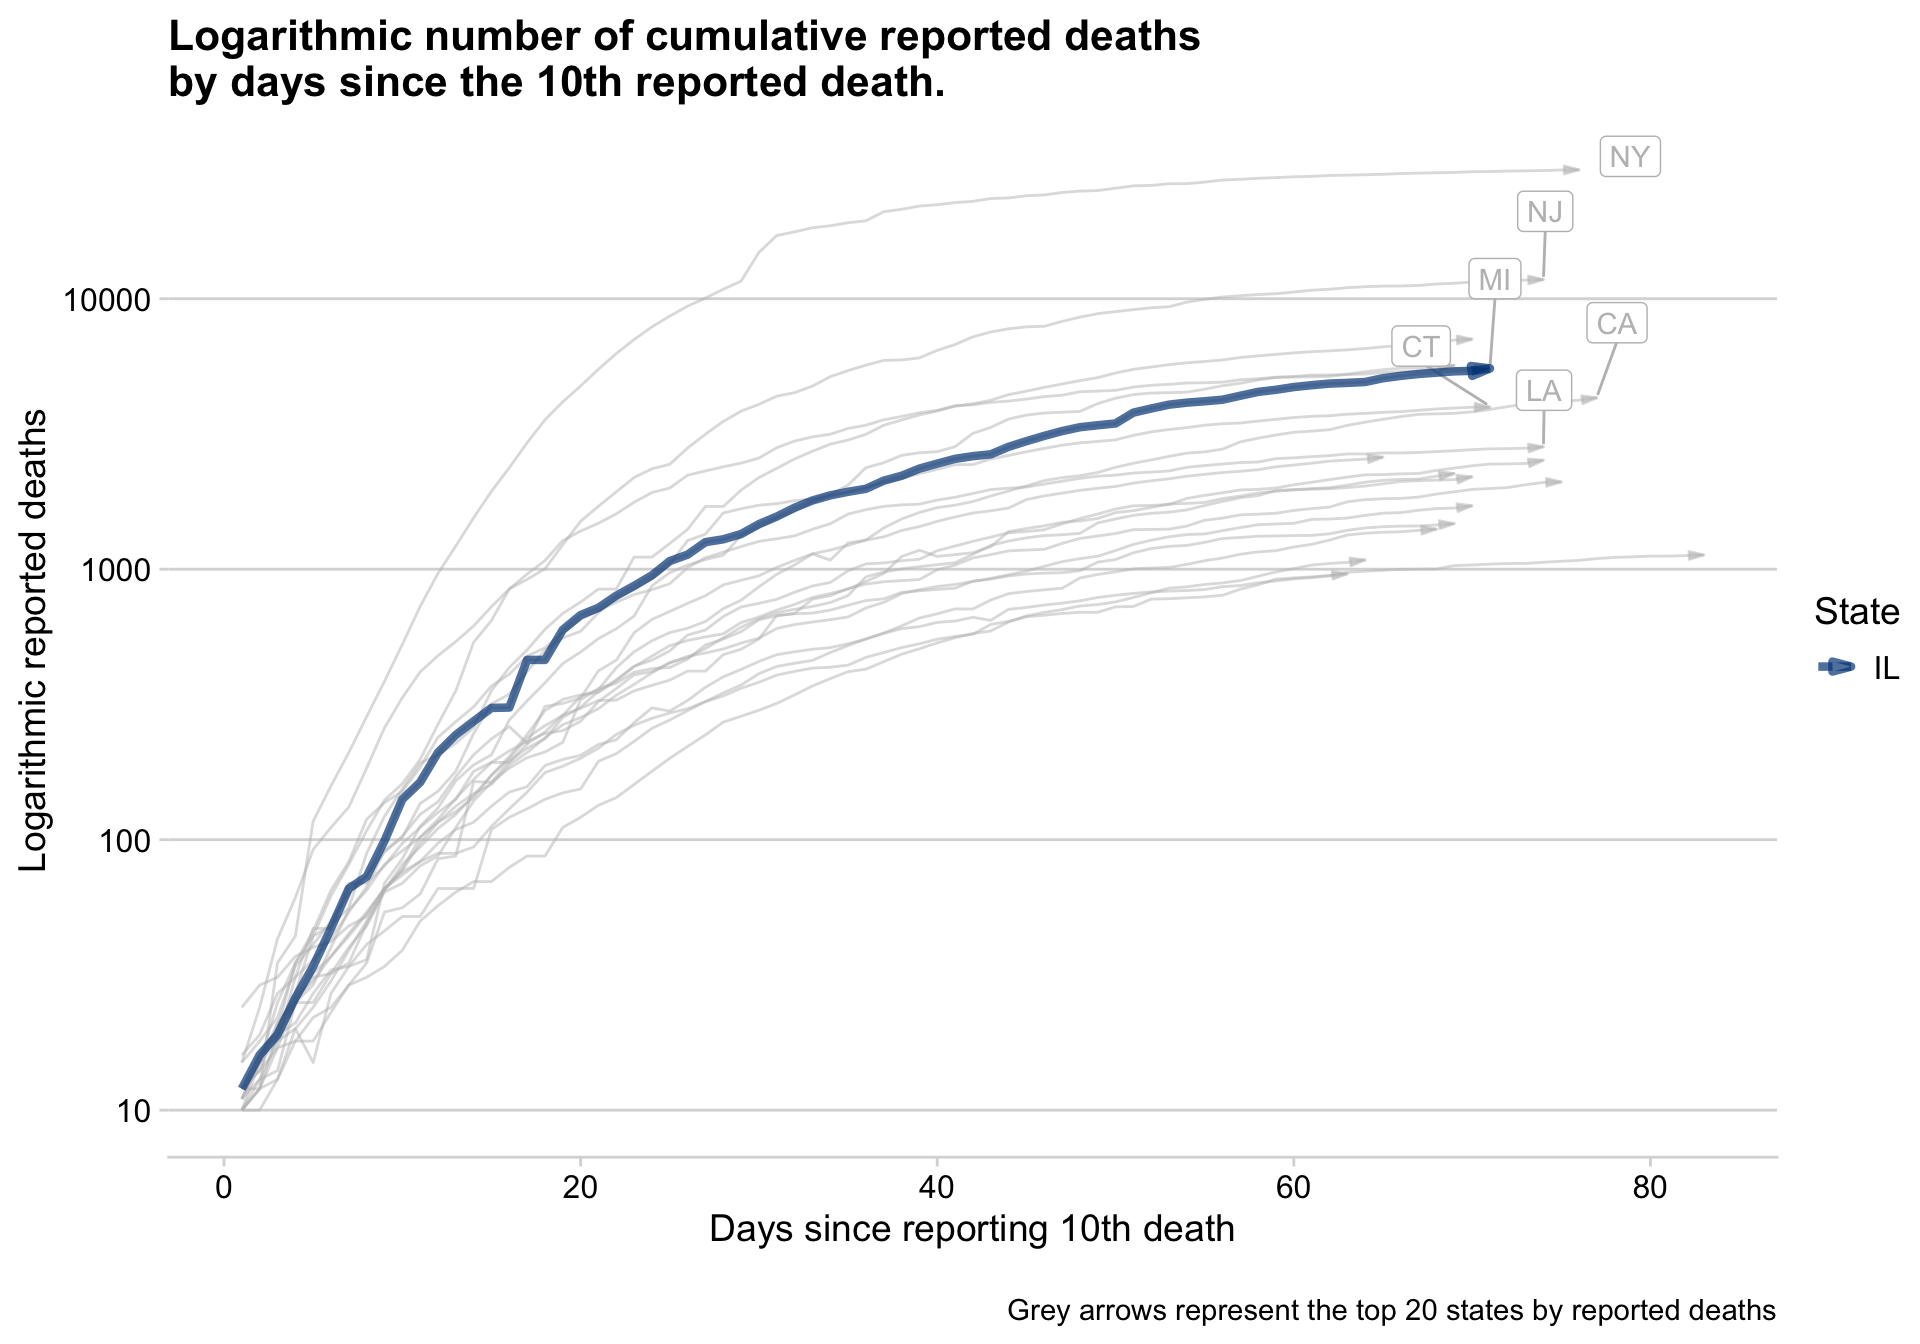 Logarithmic number of cumulative reported deaths
by days since the 10th reported death.
NY
NJ
MI
CA
CT
LA
10000
1000
100
10
Logarithmic reported deaths
0 20 40 60 80
Days since reporting 10th death
State
IL
Grey arrows represent the top 20 states by reported deaths